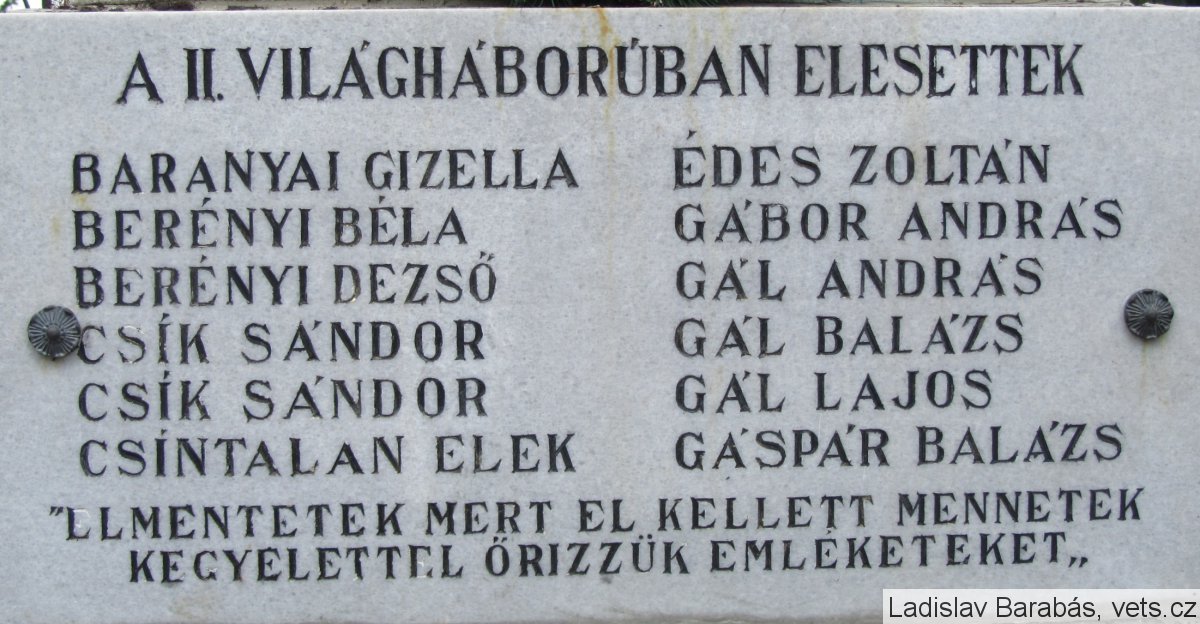 A II. VILÁGHÁBORÚBAN ELESETTEK
BARANYAI GIZELLA
BERÉNYI BÉLA
BERÉNYI DEZSŐ
CSÍK SÁNDOR
CSÍK SÁNDOR
CSÍNTALAN ELEK
ÉDES ZOLTÁN
GÁBOR ANDRÁS
GÁL ANDRÁS
GÁL BALÁZS
GÁL LAJOS
GÁSPÁR BALÁZS
"ELMENTETEK MERT EL KELLETT MENNETEK
KEGYELETTEL ŐRIZZÜK EMLÉKETEKET„
Ladislav Barabás, vets.cz